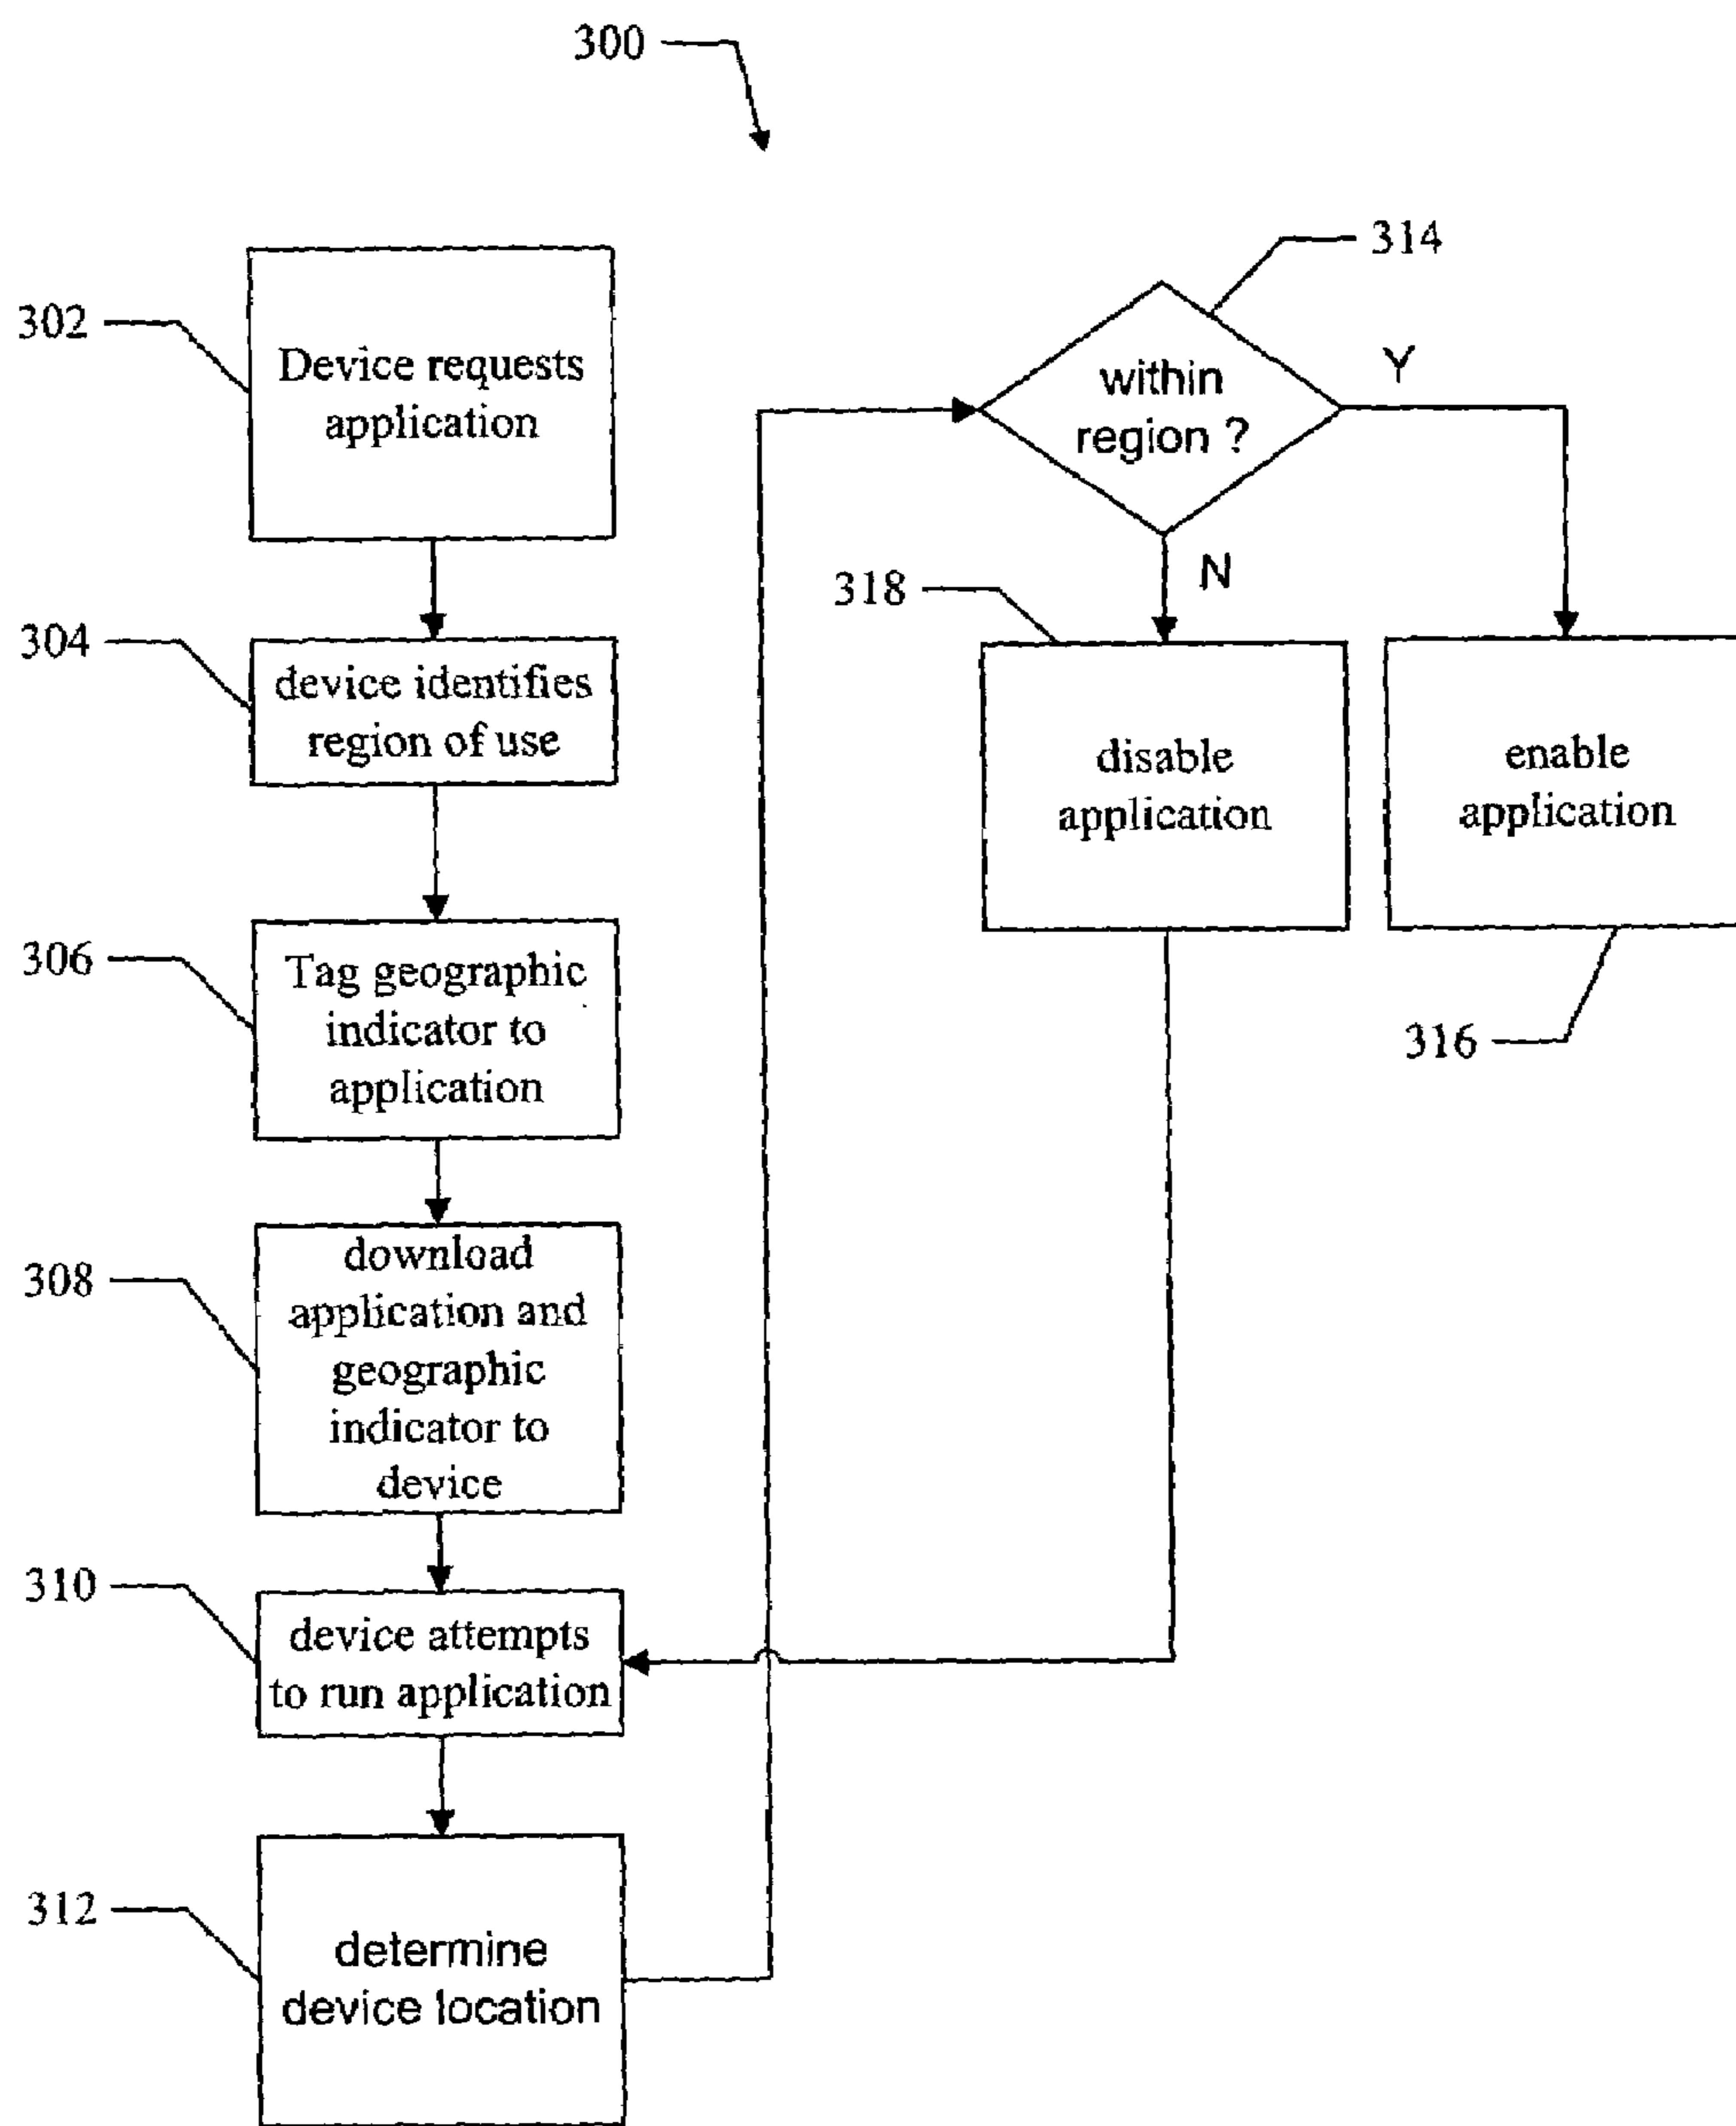 300
302
Device requests
application
304
device identifies
region of use
306
Tag geographic
indicator to
application
308
download
application and
geographic
indicator to
device
310
device attempts
to run application
312
determine
device location
314
within
region ?
Y
N
318
disable
application
enable
application
316